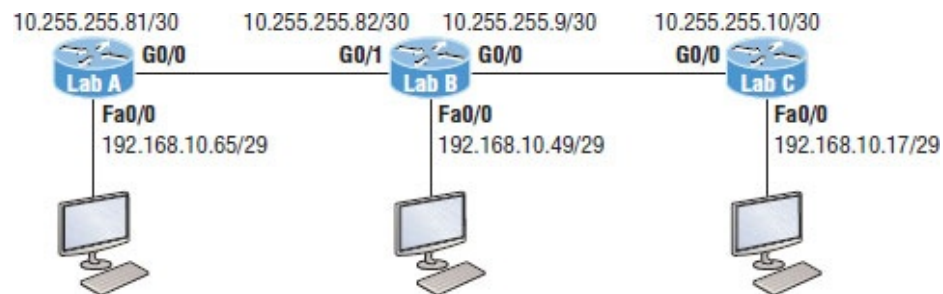 10.255.255.81/30 10.255.255.82/30 10.255.255.9/30 10.255.255.10/30
G0/0 G0/1 G0/0 G0/0
Lab A Lab B Lab C
Fa0/0 Fa0/0 Fa0/0
192.168.10.65/29 192.168.10.49/29 192.168.10.17/29